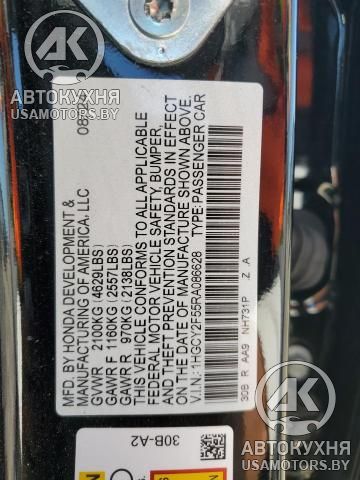 MFD. BY HONDA DEVELOPMENT &
MANUFACTURING OF AMERICA, LLC
GVWR 2100KG (4629LBS)
GAWR F 1160KG (2557LBS)
GAWR R 970KG (2138LBS)
THIS VEHICLE CONFORMS TO ALL APPLICABLE
FEDERAL MOTOR VEHICLE SAFETY, BUMPER,
AND THEFT PREVENTION STANDARDS IN EFFECT
ON THE DATE OF MANUFACTURE SHOWN ABOVE.
V.I.N.: 1HGCY2F55RA086628 TYPE: PASSENGER CAR
30B R AA9 NH731P Z A
30B-A2
АК
АВТОКУХНЯ
USAMOTORS.BY
АК
АВТОКУХНЯ
USAMOTORS.BY